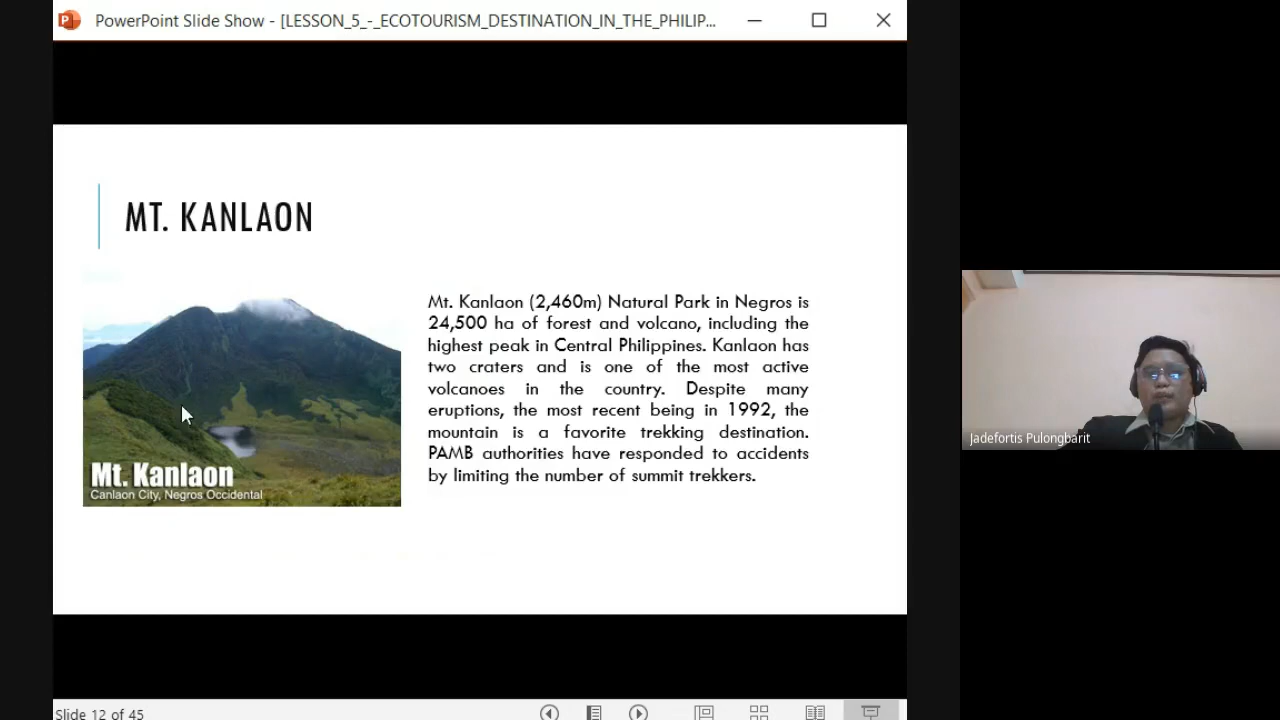 PowerPoint Slide Show - [LESSON_5_-_ECOTOURISM_DESTINATION_IN_THE_PHILIP...
MT. KANLAON
Mt. Kanlaon (2,460m) Natural Park in Negros is
24,500 ha of forest and volcano, including the
highest peak in Central Philippines. Kanlaon has
two craters and is one of the most active
volcanoes in the country. Despite many
eruptions, the most recent being in 1992, the
mountain is a favorite trekking destination.
PAMB authorities have responded to accidents
by limiting the number of summit trekkers.
Mt. Kanlaon
Canlaon City, Negros Occidental
Jadefortis Pulongbarit
Slide 12 of 45